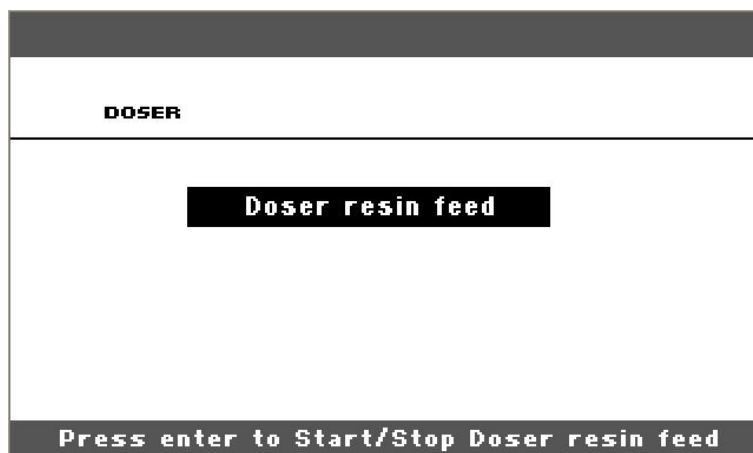 DOSER
Doser resin feed
Press enter to Start/Stop Doser resin feed